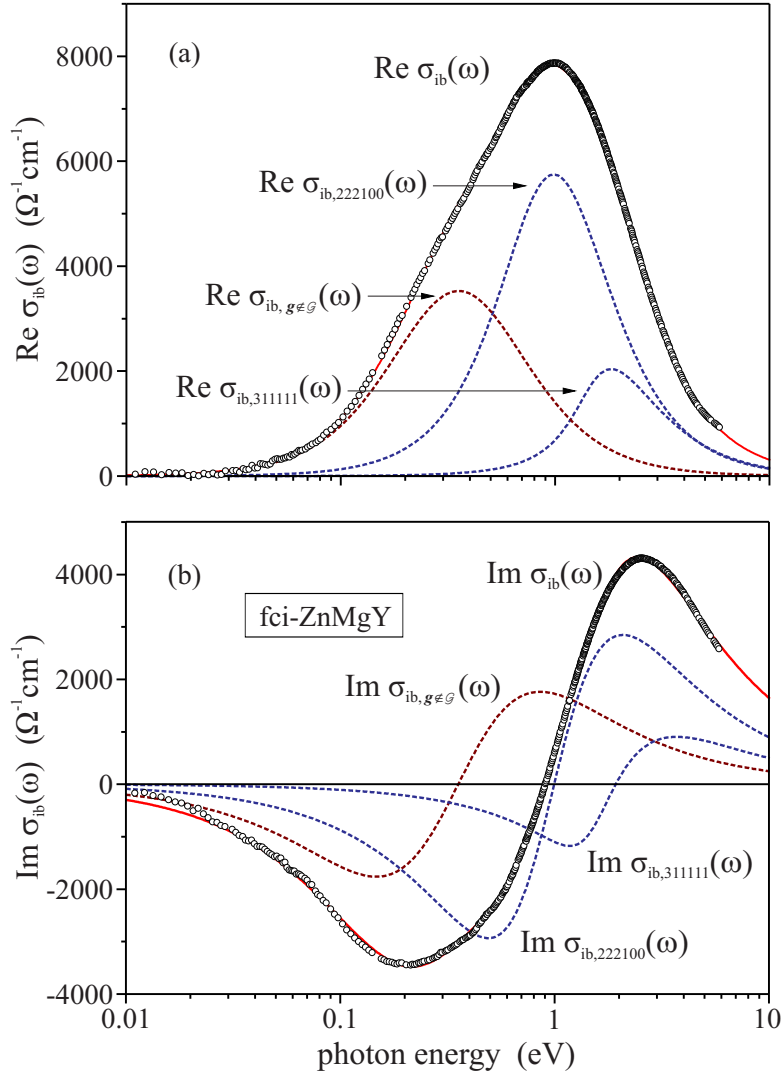 (a)
Re σib(ω)
8000
6000
4000
2000
0
Re σib(ω) (Ω⁻¹cm⁻¹)
Re σib,222100(ω)
Re σib, g∉𝒢(ω)
Re σib,311111(ω)
(b)
Im σib(ω)
fci-ZnMgY
Im σib,g∉𝒢(ω)
4000
2000
0
-2000
-4000
Im σib(ω) (Ω⁻¹cm⁻¹)
Im σib,311111(ω)
Im σib,222100(ω)
0.01 0.1 1 10
photon energy (eV)